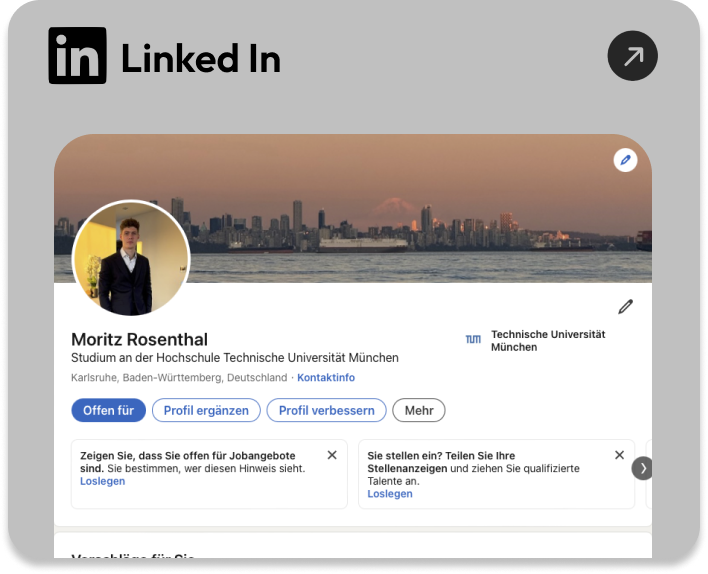 in Linked In
Moritz Rosenthal
Studium an der Hochschule Technische Universität München
Karlsruhe, Baden-Württemberg, Deutschland · Kontaktinfo
TUM Technische Universität
München
Offen für Profil ergänzen Profil verbessern Mehr
Zeigen Sie, dass Sie offen für Jobangebote
sind. Sie bestimmen, wer diesen Hinweis sieht.
Loslegen
Sie stellen ein? Teilen Sie Ihre
Stellenanzeigen und ziehen Sie qualifizierte
Talente an.
Loslegen
Vorschläge für Sie